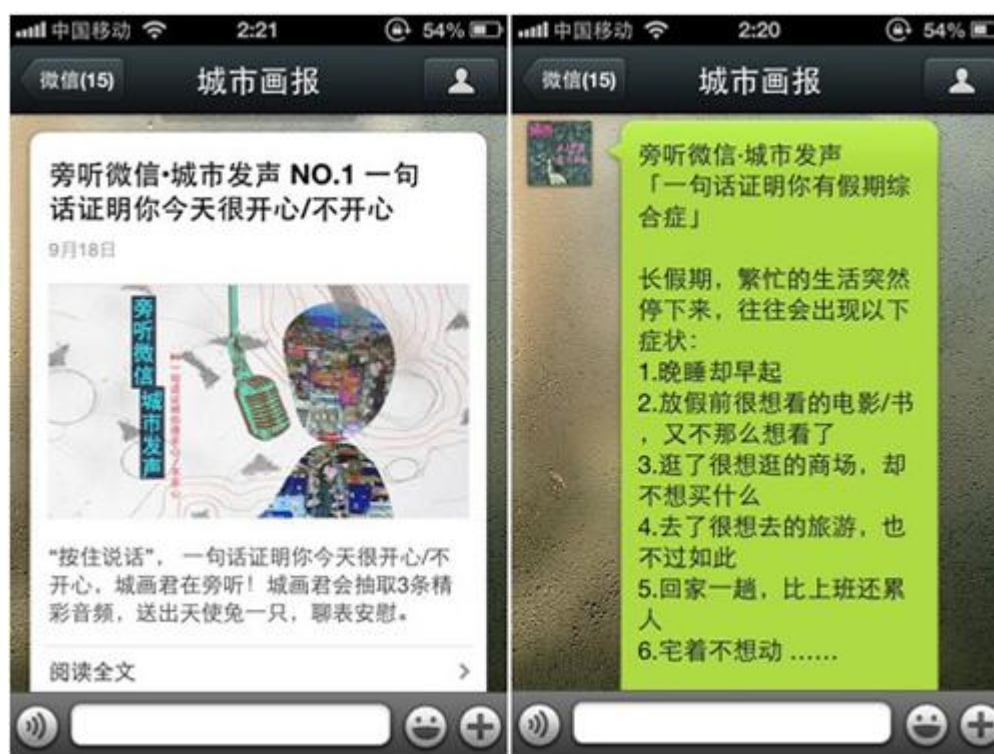 中国移动 2:21 54%
微信(15) 城市画报
旁听微信·城市发声 NO.1 一句
话证明你今天很开心/不开心
9月18日
旁听微信
城市发声
“按住说话”，一句话证明你今天很开心/不
开心，城画君在旁听！城画君会抽取3条精
彩音频，送出天使兔一只，聊表安慰。
阅读全文
中国移动 2:20 54%
微信(15) 城市画报
旁听微信·城市发声
「一句话证明你有假期综
合症」
长假期，繁忙的生活突然
停下来，往往会出现以下
症状：
1.晚睡却早起
2.放假前很想看的电影/书
，又不那么想看了
3.逛了很想逛的商场，却
不想买什么
4.去了很想去的旅游，也
不过如此
5.回家一趟，比上班还累
人
6.宅着不想动 ......